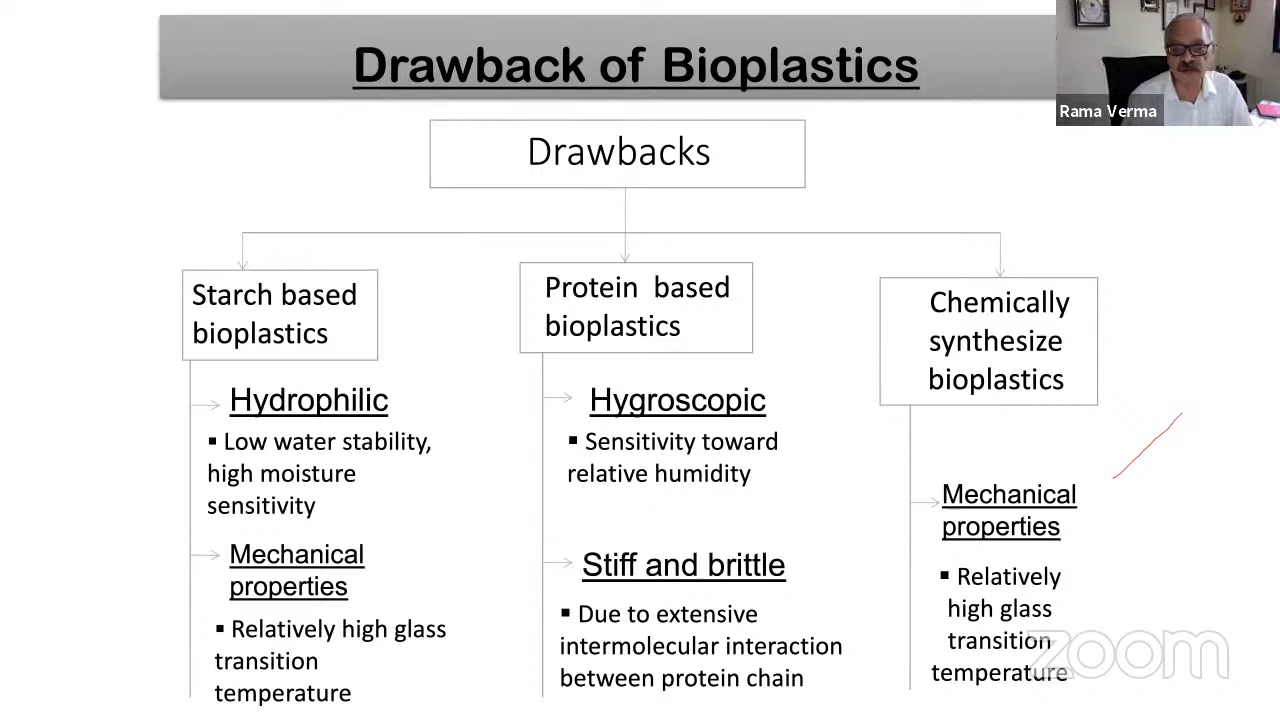 Drawback of Bioplastics
Rama Verma
Drawbacks
Starch based
bioplastics
Hydrophilic
▪ Low water stability,
high moisture
sensitivity
Mechanical
properties
▪ Relatively high glass
transition
temperature
Protein based
bioplastics
Hygroscopic
▪ Sensitivity toward
relative humidity
Stiff and brittle
▪ Due to extensive
intermolecular interaction
between protein chain
Chemically
synthesize
bioplastics
Mechanical
properties
▪ Relatively
high glass
transition
temperature
zoom